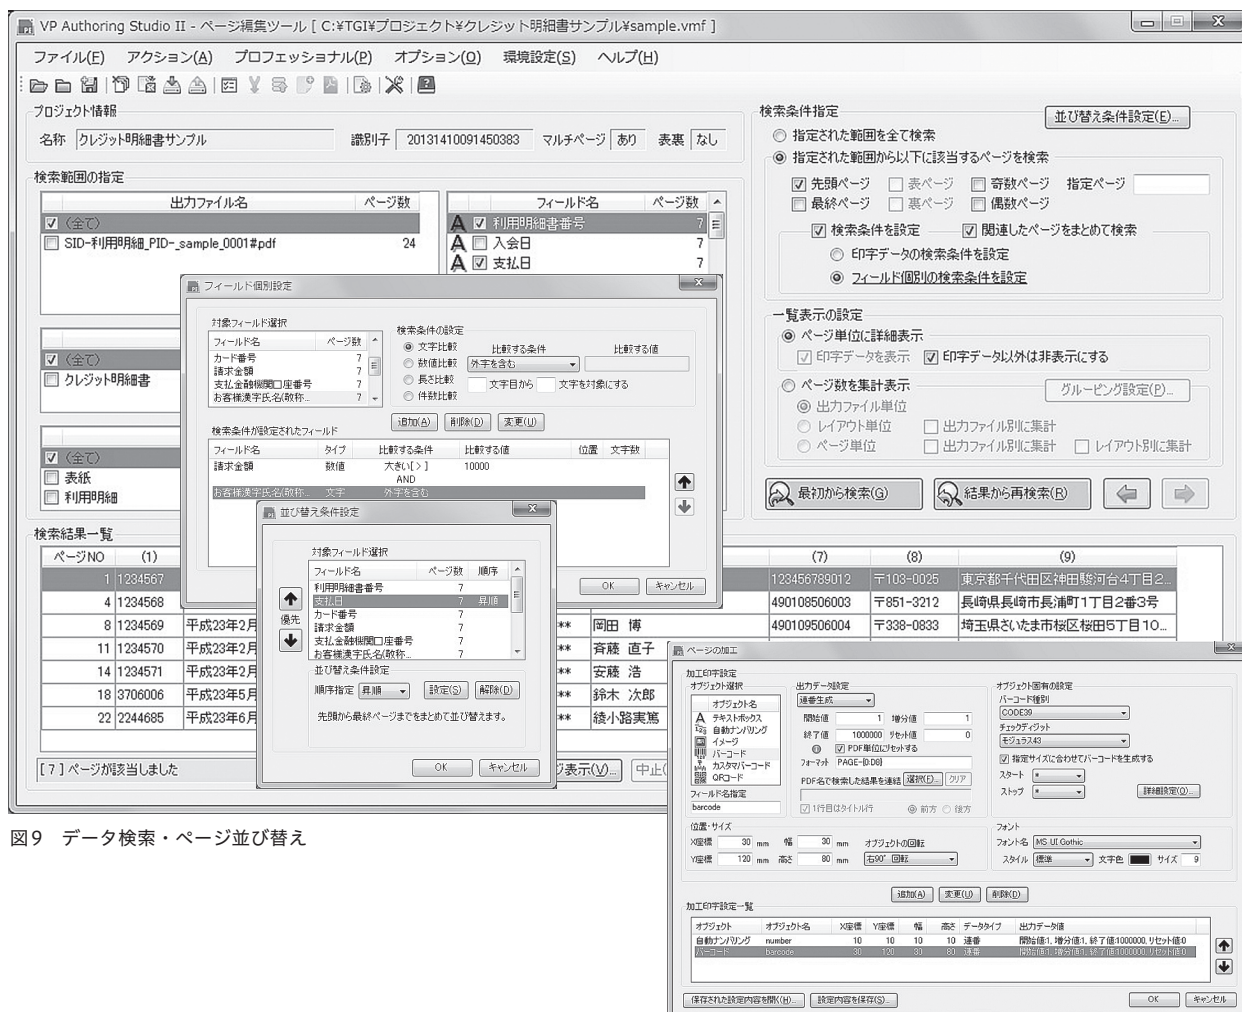 VP Authoring Studio II - ページ編集ツール [ C:¥TGI¥プロジェクト¥クレジット明細書サンプル¥sample.vmf ]
ファイル(F) アクション(A) プロフェッショナル(P) オプション(O) 環境設定(S) ヘルプ(H)
プロジェクト情報
名称 クレジット明細書サンプル 識別子 20131410091450383 マルチページ あり 表裏 なし
検索範囲の指定
出力ファイル名 ページ数
(全て)
SID-利用明細_PID-_sample_0001#.pdf 24
フィールド名 ページ数
利用明細書番号 7
入会日 7
支払日 7
(全て)
クレジット明細書
(全て)
表紙
利用明細
検索条件指定
並び替え条件設定(E)...
指定された範囲を全て検索
指定された範囲から以下に該当するページを検索
先頭ページ 表ページ 奇数ページ 指定ページ
最終ページ 裏ページ 偶数ページ
検索条件を設定 関連したページをまとめて検索
印字データの検索条件を設定
フィールド個別の検索条件を設定
一覧表示の設定
ページ単位に詳細表示
印字データを表示 印字データ以外は非表示にする
ページ数を集計表示 グルーピング設定(P)...
出力ファイル単位
レイアウト単位 出力ファイル別に集計
ページ単位 出力ファイル別に集計 レイアウト別に集計
最初から検索(G) 結果から再検索(R)
フィールド個別設定
対象フィールド選択
フィールド名 ページ数
カード番号 7
請求金額 7
支払金融機関口座番号 7
お客様漢字氏名(敬称... 7
検索条件の設定
文字比較 比較する条件 比較する値
数値比較 外字を含む
長さ比較 文字目から 文字を対象にする
件数比較
追加(A) 削除(D) 変更(U)
検索条件が設定されたフィールド
フィールド名 タイプ 比較する条件 比較する値 位置 文字数
請求金額 数値 大きい[>] 10000
AND
お客様漢字氏名(敬称... 文字 外字を含む
OK キャンセル
並び替え条件設定
対象フィールド選択
フィールド名 ページ数 順序
利用明細書番号 7
支払日 7 昇順
カード番号 7
請求金額 7
支払金融機関口座番号 7
お客様漢字氏名(敬称... 7
優先
並び替え条件設定
順序指定 昇順 設定(S) 解除(D)
先頭から最終ページまでをまとめて並び替えます。
OK キャンセル
検索結果一覧
ページNO (1) (7) (8) (9)
1 1234567 123456789012 〒103-0025 東京都千代田区神田駿河台4丁目2...
4 1234568 490108506003 〒851-3212 長崎県長崎市長浦町1丁目2番3号
8 1234569 平成23年2月 ** 岡田 博 490109506004 〒338-0833 埼玉県さいたま市桜区桜田5丁目10...
11 1234570 平成23年2月 ** 斉藤 直子
14 1234571 平成23年2月 ** 安藤 浩
18 3706006 平成23年5月 ** 鈴木 次郎
22 2244685 平成23年6月 ** 綾小路実篤
[ 7 ] ページが該当しました ジ表示(V)... 中止(
ページの加工
加工印字設定
オブジェクト選択
オブジェクト名
テキストボックス
自動ナンバリング
イメージ
バーコード
カスタマバーコード
QRコード
フィールド名指定
barcode
出力データ設定
連番生成
開始値 1 増分値 1
終了値 1000000 リセット値 0
PDF単位にリセットする
フォーマット PAGE-{0:D8}
PDF名で検索した結果を連結 選択(F)... クリア
1行目はタイトル行 前方 後方
オブジェクト固有の設定
バーコード種別
CODE39
チェックディジット
モジュラス43
指定サイズに合わせてバーコードを生成する
スタート *
ストップ * 詳細設定(O)...
位置・サイズ
X座標 30 mm 幅 30 mm オブジェクトの回転
Y座標 120 mm 高さ 80 mm 右90° 回転
フォント
フォント名 MS UI Gothic
スタイル 標準 文字色 サイズ 9
追加(A) 変更(U) 削除(D)
加工印字設定一覧
オブジェクト オブジェクト名 X座標 Y座標 幅 高さ データタイプ 出力データ値
自動ナンバリング number 10 10 10 10 連番 開始値:1, 増分値:1, 終了値:1000000, リセット値:0
バーコード barcode 30 120 30 80 連番 開始値:1, 増分値:1, 終了値:1000000, リセット値:0
保存された設定内容を開く(H)... 設定内容を保存(S)... OK キャンセル
図9 データ検索・ページ並び替え